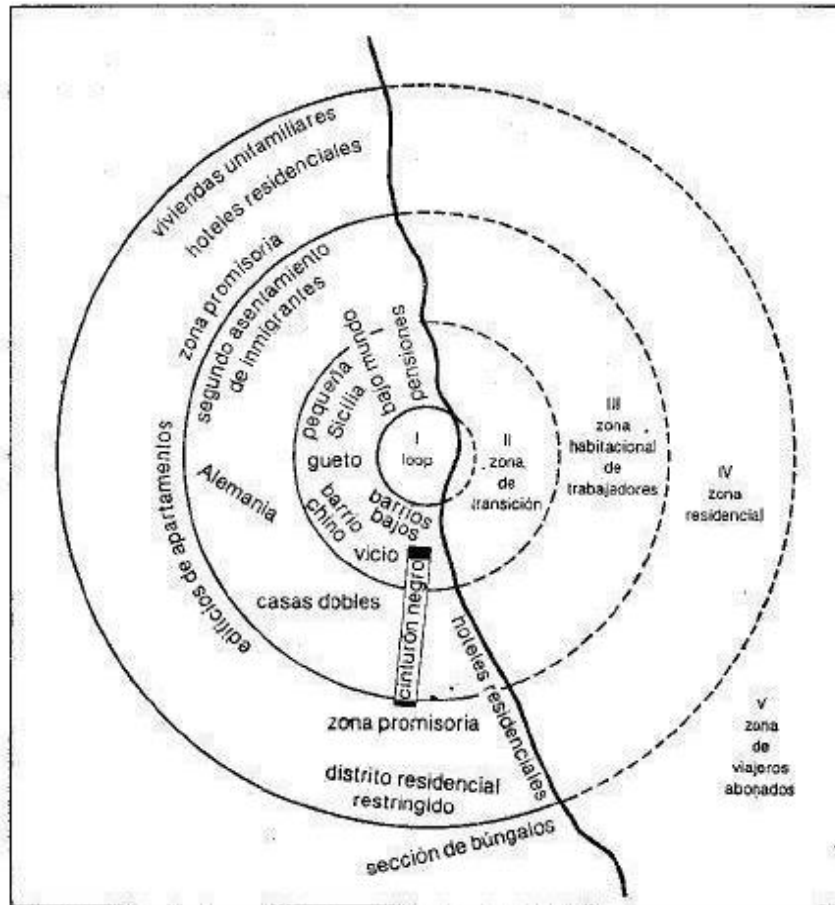 viviendas unifamiliares
hoteles residenciales
zona promisoria
segundo asentamiento
de inmigrantes
pensiones
bajo mundo
pequeña
Sicilia
I
loop
II
zona
de
transición
III
zona
habitacional
de
trabajadores
IV
zona
residencial
gueto
Alemania
edificios de apartamentos
barrio
chino
barrios
bajos
vicio
cinturón negro
casas dobles
hoteles residenciales
zona promisoria
V
zona
de
viajeros
abonados
distrito residencial
restringido
sección de búngalos